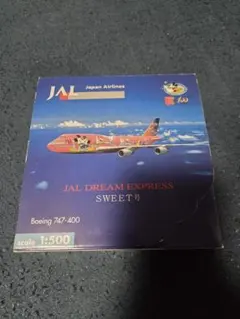 JAL Japan Airlines
JAL DREAM EXPRESS
SWEET号
Boeing 747-400
scale 1:500